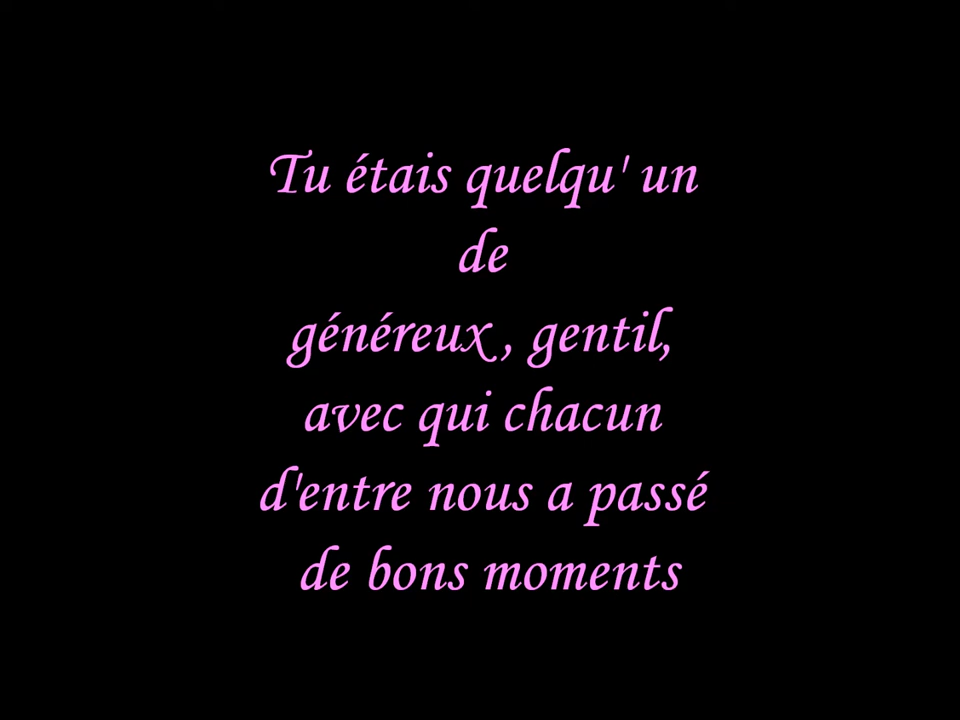 Tu étais quelqu' un
de
généreux , gentil,
avec qui chacun
d'entre nous a passé
de bons moments